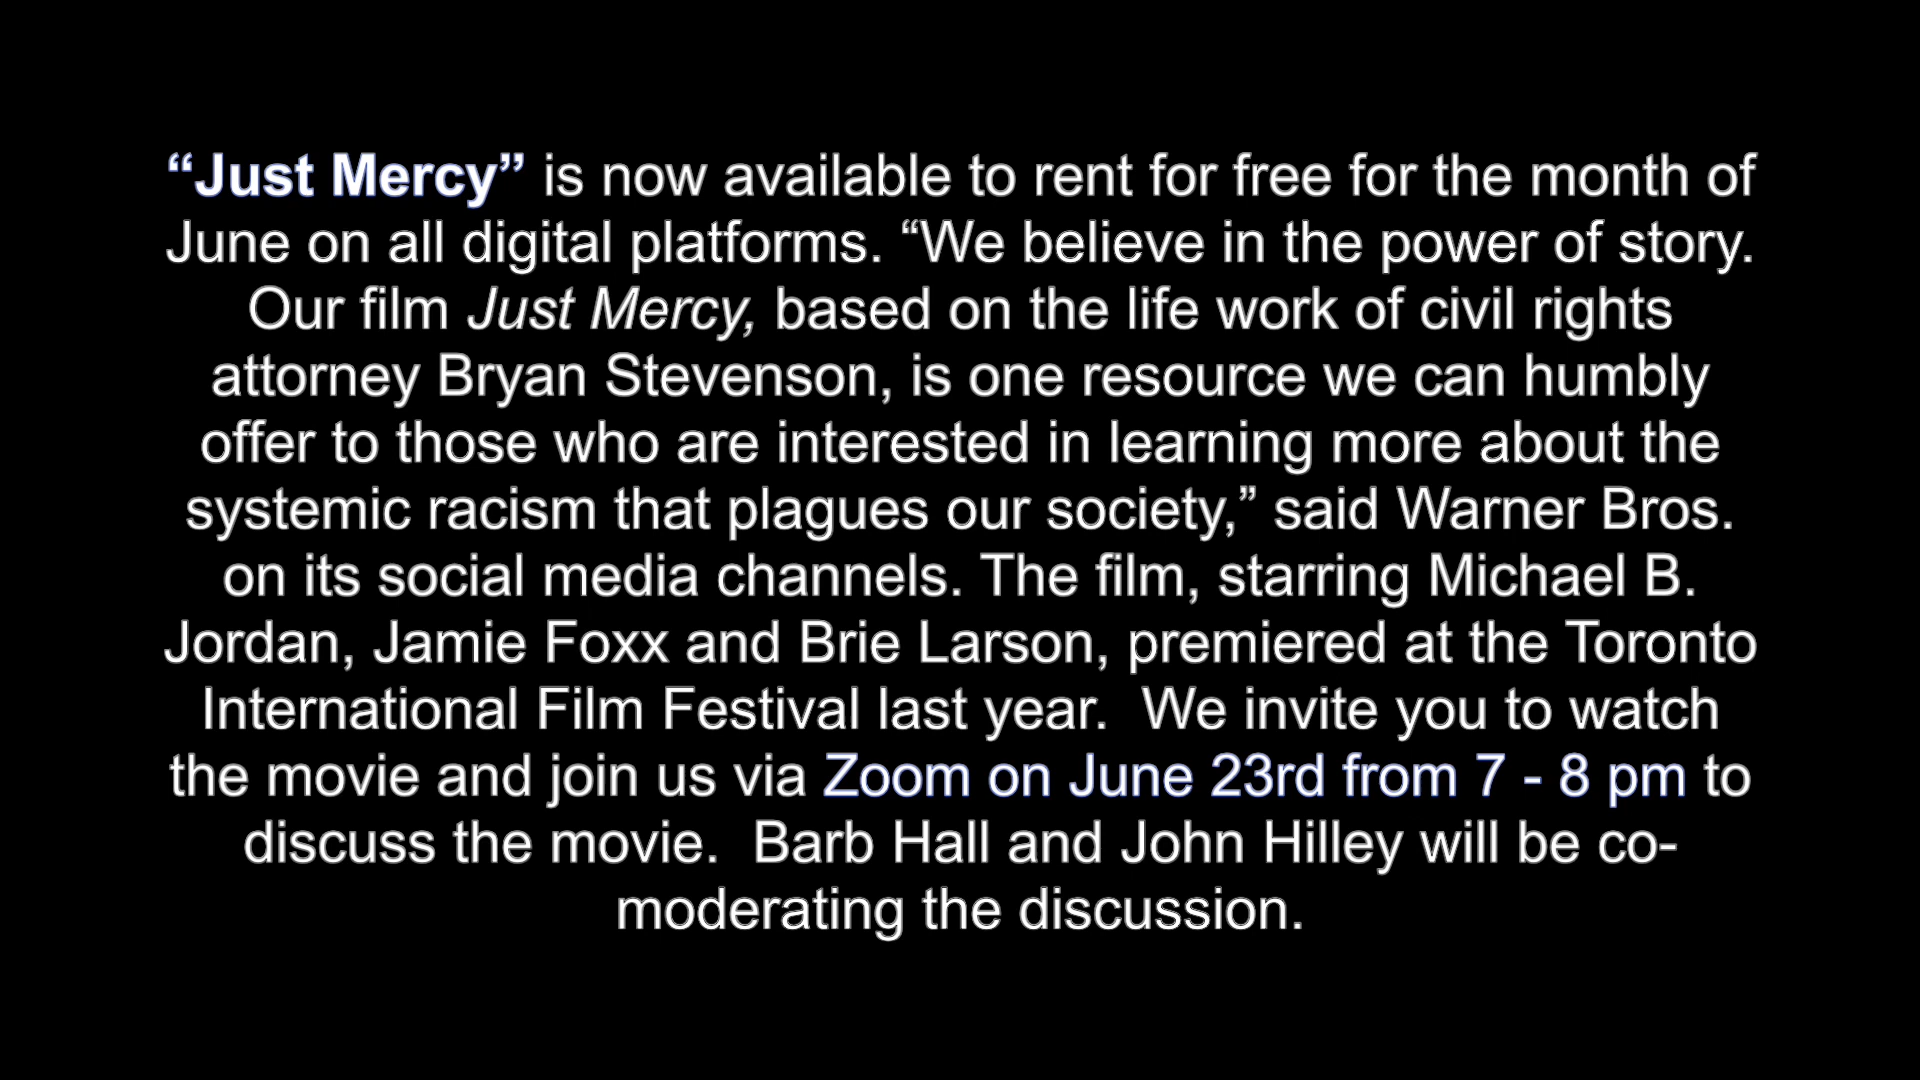 “Just Mercy” is now available to rent for free for the month of
June on all digital platforms. “We believe in the power of story.
Our film Just Mercy, based on the life work of civil rights
attorney Bryan Stevenson, is one resource we can humbly
offer to those who are interested in learning more about the
systemic racism that plagues our society,” said Warner Bros.
on its social media channels. The film, starring Michael B.
Jordan, Jamie Foxx and Brie Larson, premiered at the Toronto
International Film Festival last year.  We invite you to watch
the movie and join us via Zoom on June 23rd from 7 - 8 pm to
discuss the movie.  Barb Hall and John Hilley will be co-
moderating the discussion.